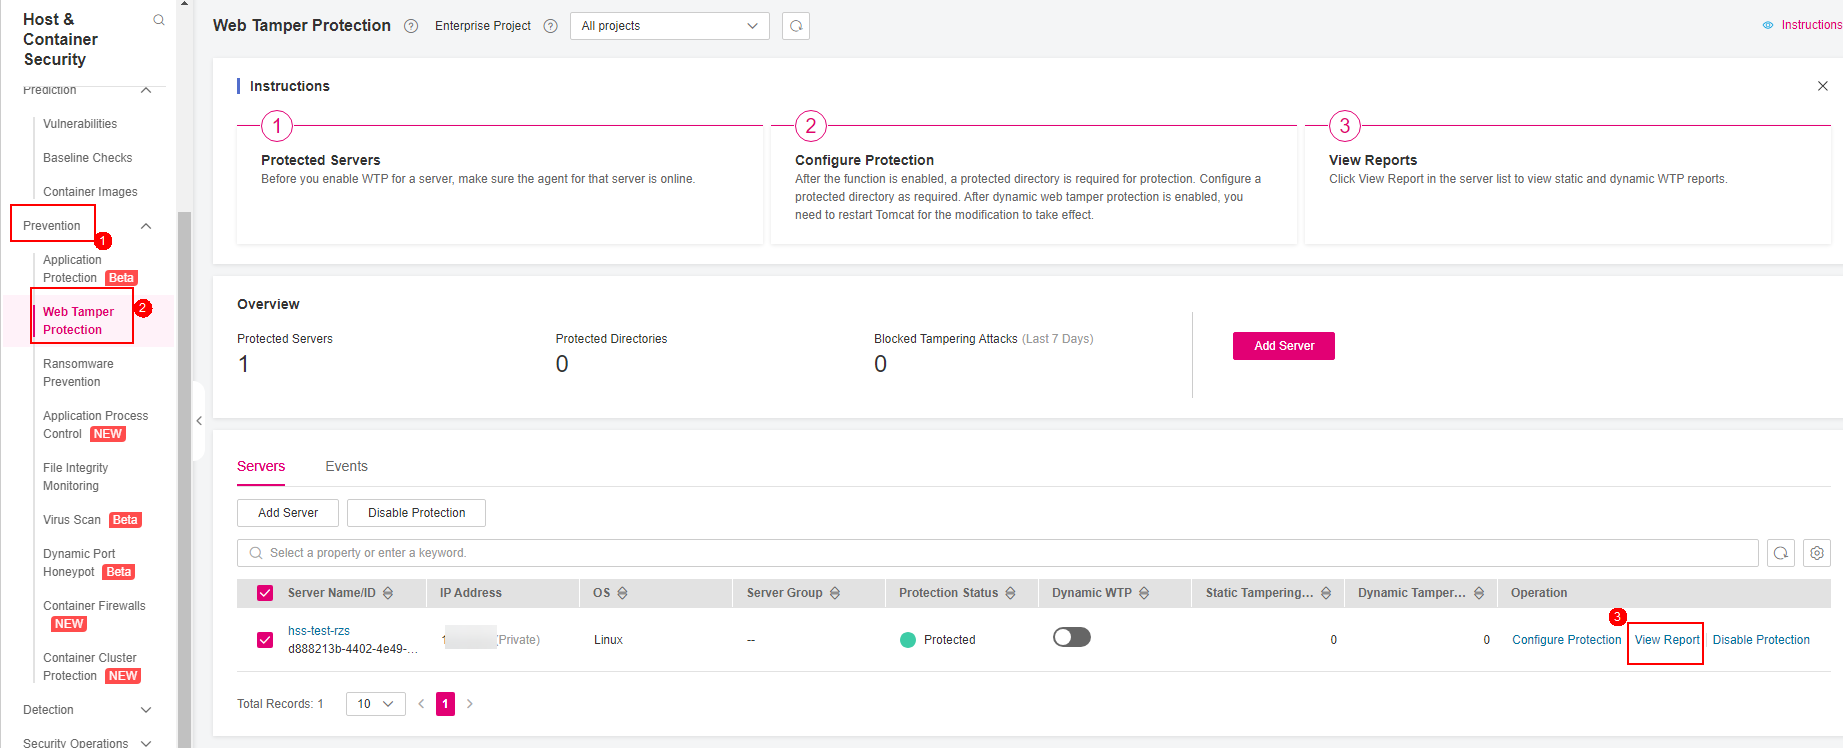 Host &
Container
Security
Prediction
Vulnerabilities
Baseline Checks
Container Images
Prevention
1
Application
Protection Beta
Web Tamper
Protection
2
Ransomware
Prevention
Application Process
Control NEW
File Integrity
Monitoring
Virus Scan Beta
Dynamic Port
Honeypot Beta
Container Firewalls
NEW
Container Cluster
Protection NEW
Detection
Security Operations
Web Tamper Protection ? Enterprise Project ? All projects
Instructions
Instructions
1
Protected Servers
Before you enable WTP for a server, make sure the agent for that server is online.
2
Configure Protection
After the function is enabled, a protected directory is required for protection. Configure a
protected directory as required. After dynamic web tamper protection is enabled, you
need to restart Tomcat for the modification to take effect.
3
View Reports
Click View Report in the server list to view static and dynamic WTP reports.
Overview
Protected Servers
1
Protected Directories
0
Blocked Tampering Attacks (Last 7 Days)
0
Add Server
Servers Events
Add Server Disable Protection
Select a property or enter a keyword.
Server Name/ID IP Address OS Server Group Protection Status Dynamic WTP Static Tampering... Dynamic Tamper... Operation
3
hss-test-rzs
d888213b-4402-4e49-...
1 (Private) Linux -- Protected 0 0 Configure Protection View Report Disable Protection
Total Records: 1 10 < 1 >